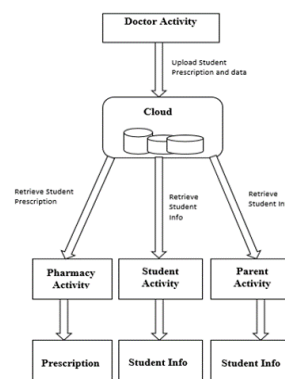 Doctor Activity
Upload Student
Prescription and data
Cloud
Retrieve Student
Prescription
Retrieve
Student
Info
Retrieve
Student
Pharmacy
Activity
Student
Activity
Parent
Activity
Prescription
Student Info
Student Info